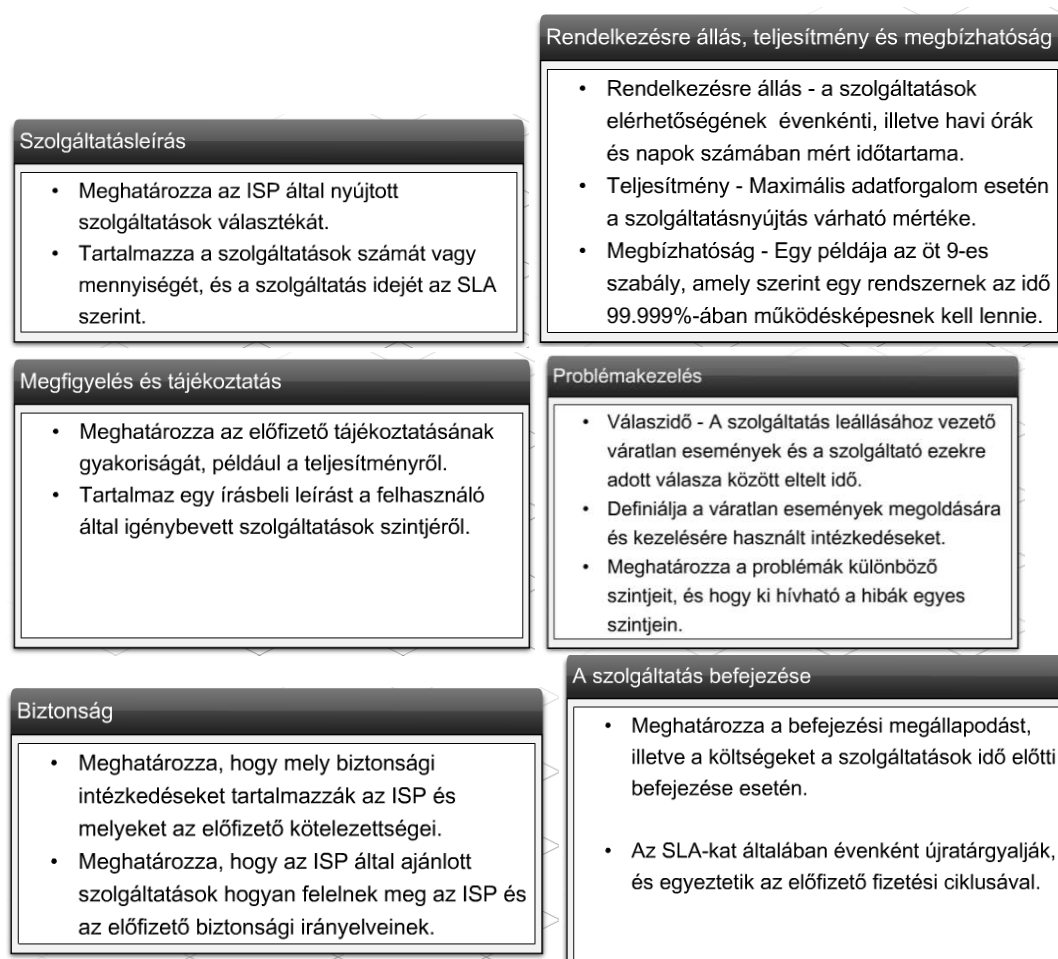 Rendelkezésre állás, teljesítmény és megbízhatóság
• Rendelkezésre állás - a szolgáltatások
elérhetőségének évenkénti, illetve havi órák
és napok számában mért időtartama.
• Teljesítmény - Maximális adatforgalom esetén
a szolgáltatásnyújtás várható mértéke.
• Megbízhatóság - Egy példája az öt 9-es
szabály, amely szerint egy rendszernek az idő
99.999%-ában működésképesnek kell lennie.
Szolgáltatásleírás
• Meghatározza az ISP által nyújtott
szolgáltatások választékát.
• Tartalmazza a szolgáltatások számát vagy
mennyiségét, és a szolgáltatás idejét az SLA
szerint.
Megfigyelés és tájékoztatás
• Meghatározza az előfizető tájékoztatásának
gyakoriságát, például a teljesítményről.
• Tartalmaz egy írásbeli leírást a felhasználó
által igénybevett szolgáltatások szintjéről.
Problémakezelés
• Válaszidő - A szolgáltatás leállásához vezető
váratlan események és a szolgáltató ezekre
adott válasza között eltelt idő.
• Definiálja a váratlan események megoldására
és kezelésére használt intézkedéseket.
• Meghatározza a problémák különböző
szintjeit, és hogy ki hívható a hibák egyes
szintjein.
Biztonság
• Meghatározza, hogy mely biztonsági
intézkedéseket tartalmazzák az ISP és
melyeket az előfizető kötelezettségei.
• Meghatározza, hogy az ISP által ajánlott
szolgáltatások hogyan felelnek meg az ISP és
az előfizető biztonsági irányelveinek.
A szolgáltatás befejezése
• Meghatározza a befejezési megállapodást,
illetve a költségeket a szolgáltatások idő előtti
befejezése esetén.
• Az SLA-kat általában évenként újratárgyalják,
és egyeztetik az előfizető fizetési ciklusával.